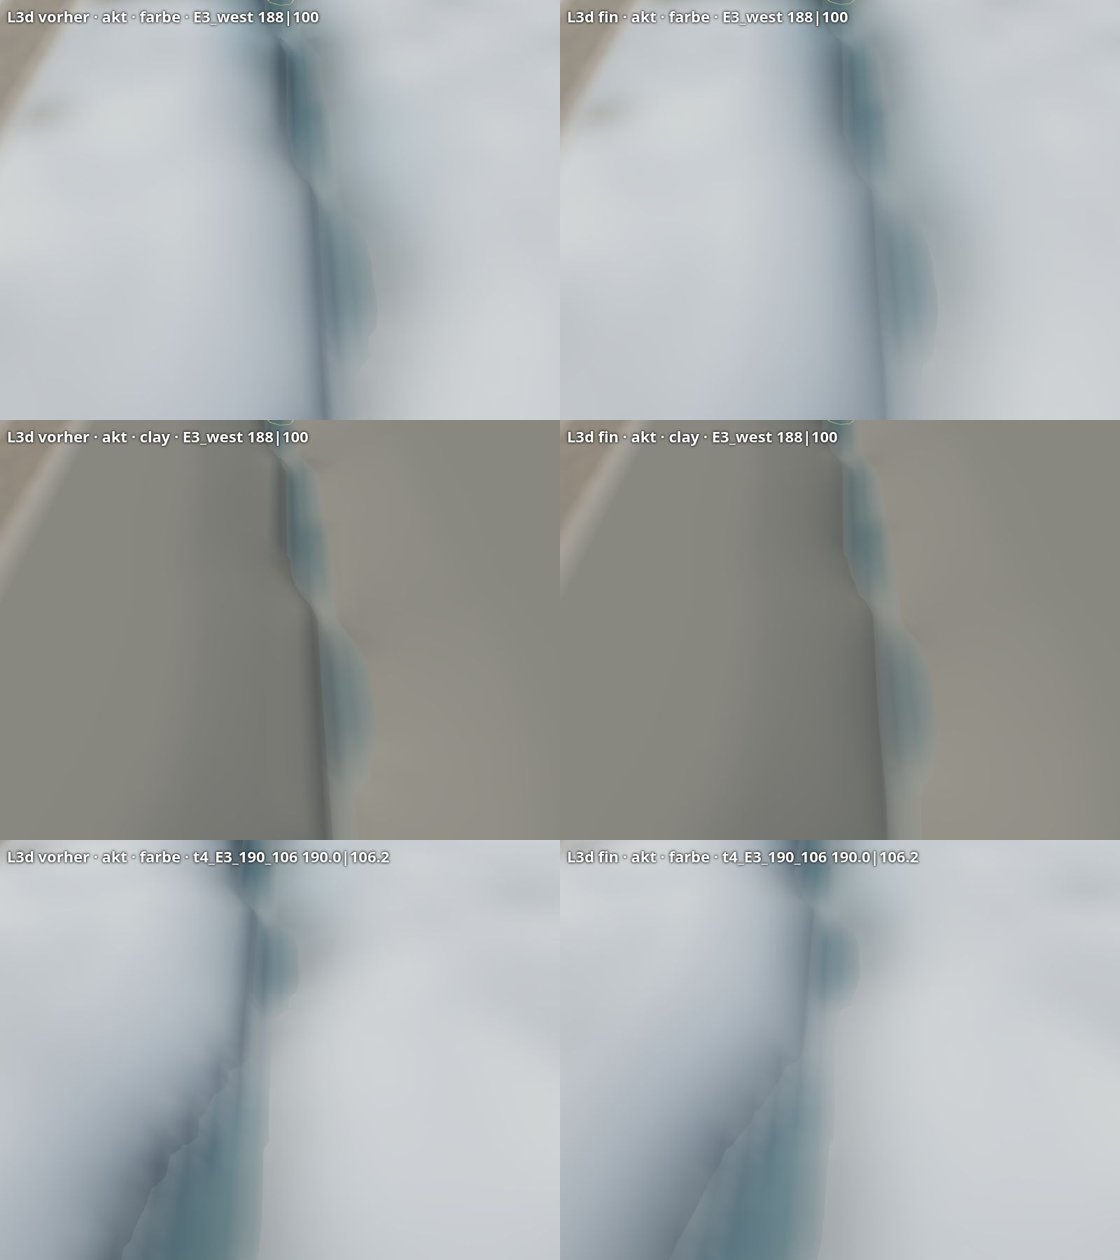 L3d vorher · akt · farbe · E3_west 188|100
L3d fin · akt · farbe · E3_west 188|100
L3d vorher · akt · clay · E3_west 188|100
L3d fin · akt · clay · E3_west 188|100
L3d vorher · akt · farbe · t4_E3_190_106 190.0|106.2
L3d fin · akt · farbe · t4_E3_190_106 190.0|106.2